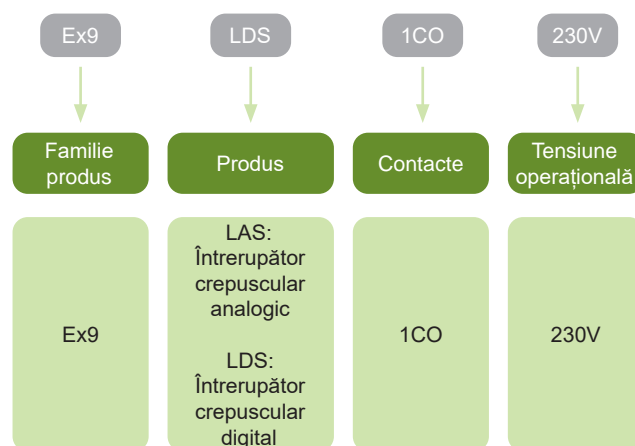 Ex9
LDS
1CO
230V
Familie
produs
Produs
Contacte
Tensiune
operațională
Ex9
LAS:
Întrerupător
crepuscular
analogic
LDS:
Întrerupător
crepuscular
digital
1CO
230V